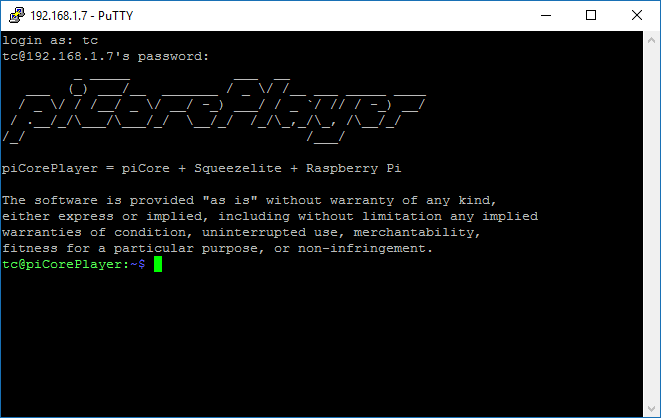 192.168.1.7 - PuTTY
login as: tc
tc@192.168.1.7's password:
piCorePlayer
piCorePlayer = piCore + Squeezelite + Raspberry Pi
The software is provided "as is" without warranty of any kind,
either express or implied, including without limitation any implied
warranties of condition, uninterrupted use, merchantability,
fitness for a particular purpose, or non-infringement.
tc@piCorePlayer:~$